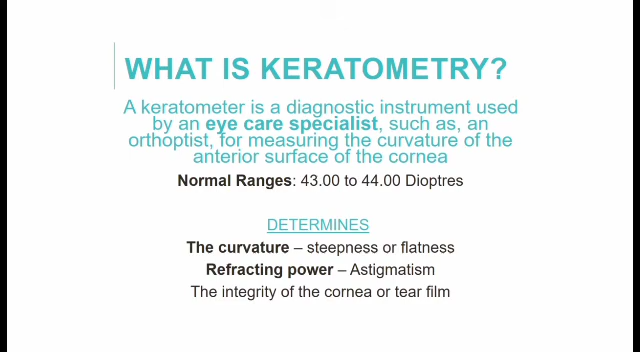 WHAT IS KERATOMETRY?
A keratometer is a diagnostic instrument used
by an eye care specialist, such as, an
orthoptist, for measuring the curvature of the
anterior surface of the cornea
Normal Ranges: 43.00 to 44.00 Dioptres
DETERMINES
The curvature – steepness or flatness
Refracting power – Astigmatism
The integrity of the cornea or tear film